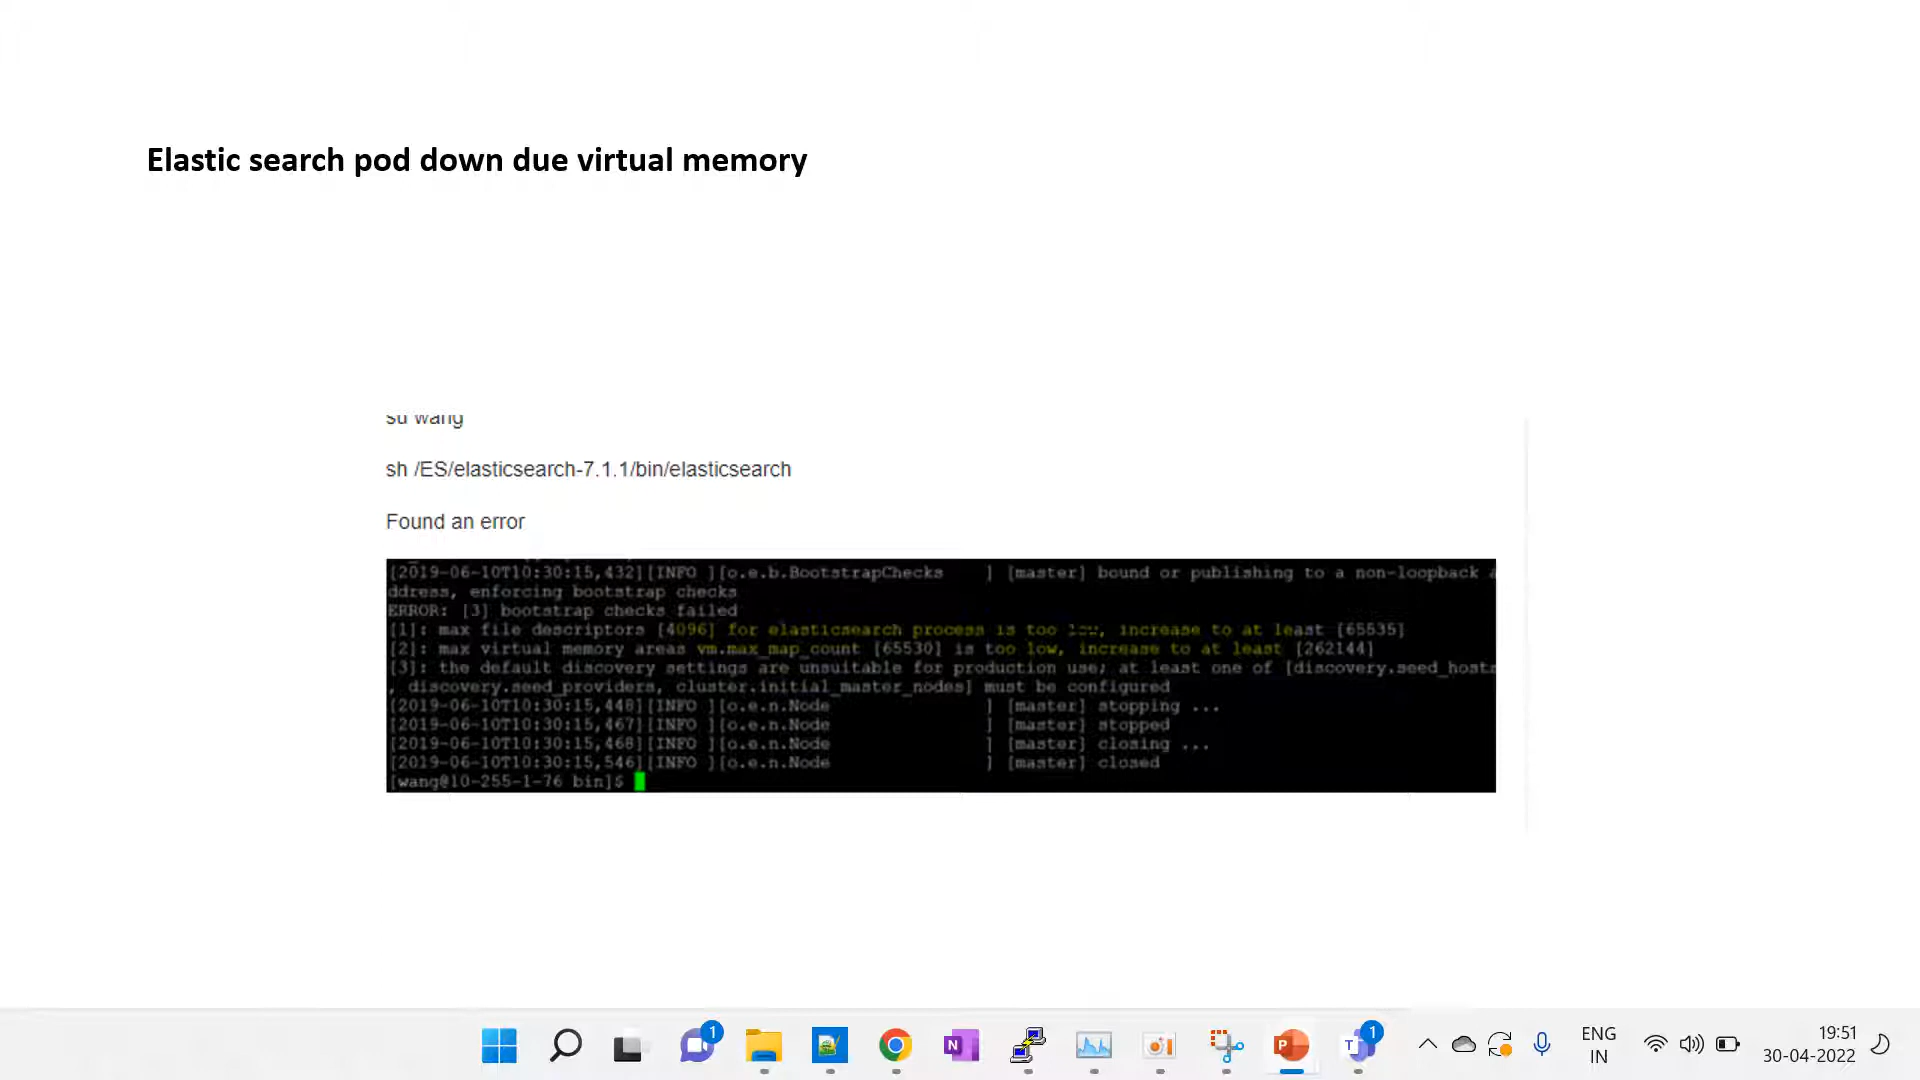 Elastic search pod down due virtual memory
su wang
sh /ES/elasticsearch-7.1.1/bin/elasticsearch
Found an error
[2019-06-10T10:30:15,432][INFO ][o.e.b.BootstrapChecks    ] [master] bound or publishing to a non-loopback a
ddress, enforcing bootstrap checks
ERROR: [3] bootstrap checks failed
[1]: max file descriptors [4096] for elasticsearch process is too low, increase to at least [65535]
[2]: max virtual memory areas vm.max_map_count [65530] is too low, increase to at least [262144]
[3]: the default discovery settings are unsuitable for production use; at least one of [discovery.seed_hosts
, discovery.seed_providers, cluster.initial_master_nodes] must be configured
[2019-06-10T10:30:15,448][INFO ][o.e.n.Node               ] [master] stopping ...
[2019-06-10T10:30:15,467][INFO ][o.e.n.Node               ] [master] stopped
[2019-06-10T10:30:15,468][INFO ][o.e.n.Node               ] [master] closing ...
[2019-06-10T10:30:15,546][INFO ][o.e.n.Node               ] [master] closed
[wang@10-255-1-76 bin]$
1
N
P
T
1
ENG
IN
19:51
30-04-2022